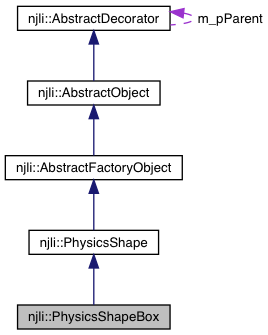 njli::AbstractDecorator
m_pParent
njli::AbstractObject
njli::AbstractFactoryObject
njli::PhysicsShape
njli::PhysicsShapeBox